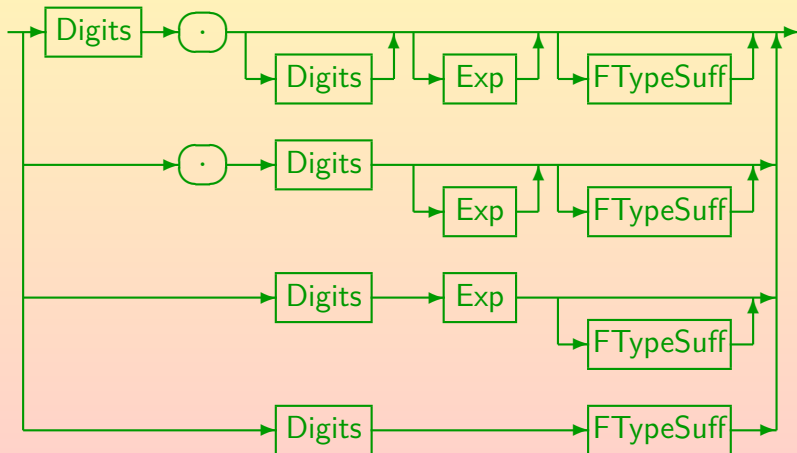 Digits .
Digits Exp FTypeSuff
. Digits
Exp FTypeSuff
Digits Exp
FTypeSuff
Digits FTypeSuff